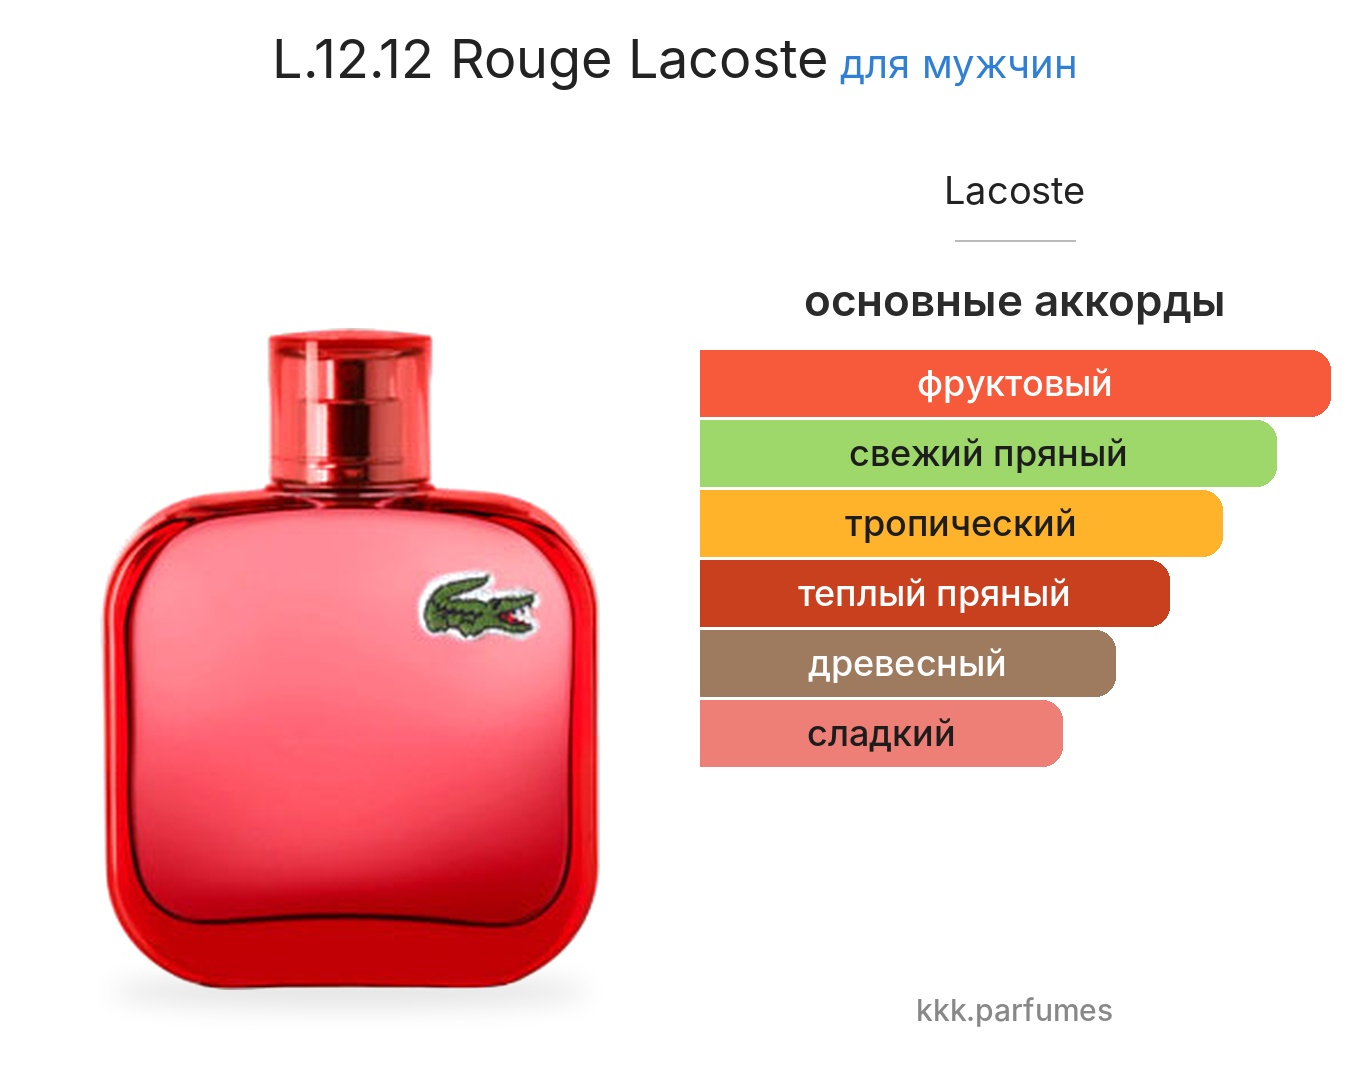 L.12.12 Rouge Lacoste для мужчин
Lacoste
основные аккорды
фруктовый
свежий пряный
тропический
теплый пряный
древесный
сладкий
kkk.parfumes